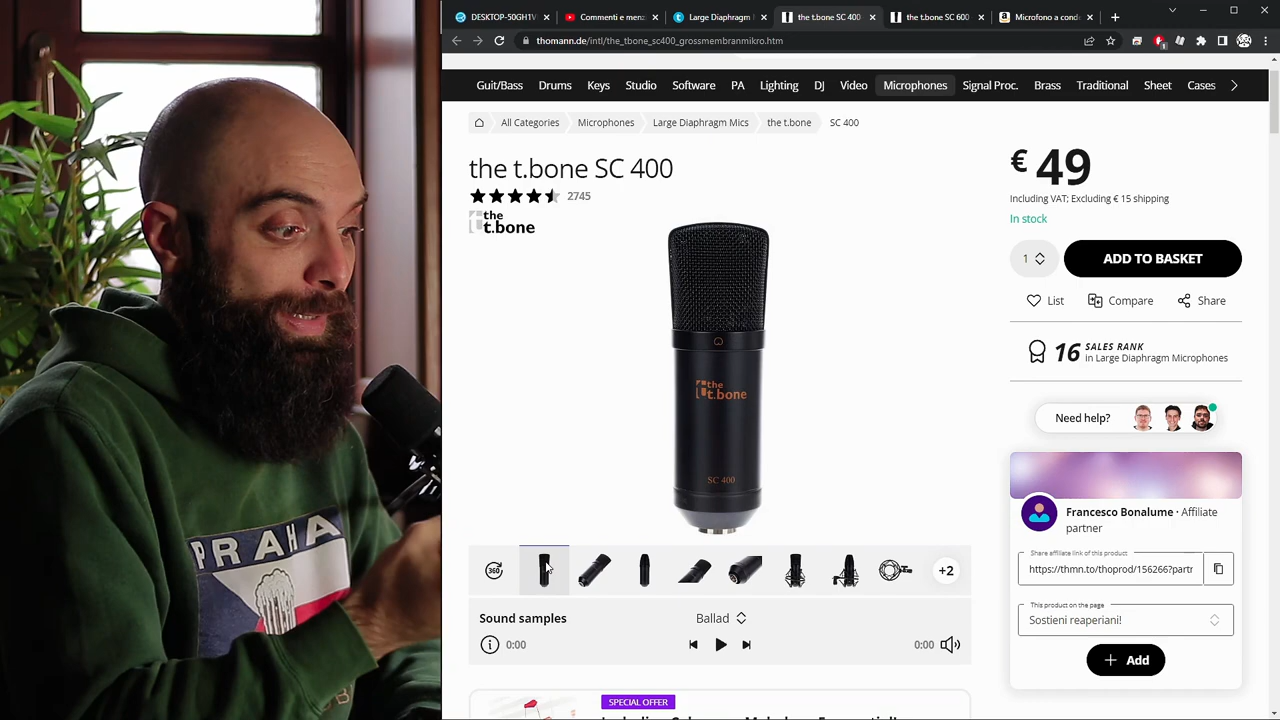 DESKTOP-50GH1V
Commenti e menz
Large Diaphragm
the t.bone SC 400
the t.bone SC 600
Microfono a cond
thomann.de/intl/the_tbone_sc400_grossmembranmikro.htm
Guit/Bass
Drums
Keys
Studio
Software
PA
Lighting
DJ
Video
Microphones
Signal Proc.
Brass
Traditional
Sheet
Cases
All Categories
Microphones
Large Diaphragm Mics
the t.bone
SC 400
the t.bone SC 400
2745
the
t.bone
€ 49
Including VAT; Excluding € 15 shipping
In stock
1
ADD TO BASKET
List
Compare
Share
16 SALES RANK
in Large Diaphragm Microphones
Need help?
Francesco Bonalume • Affiliate
partner
Share affiliate link of this product
https://thmn.to/thoprod/156266?partr
This product on the page
Sostieni reaperiani!
+ Add
the
t.bone
SC 400
360
+2
Sound samples
Ballad
0:00
0:00
SPECIAL OFFER
PRAHA